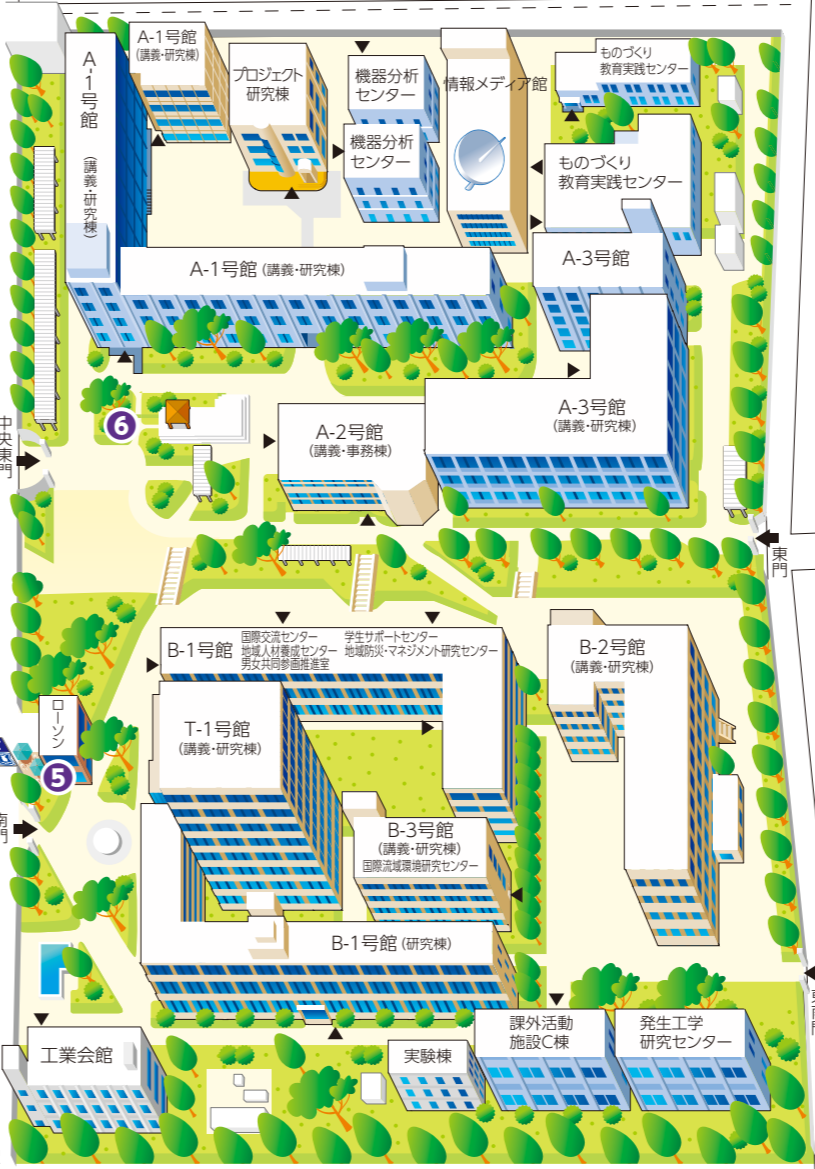 A-1号館
(講義・研究棟)
A-1号館
(講義・研究棟)
プロジェクト
研究棟
機器分析
センター
機器分析
センター
情報メディア館
ものづくり
教育実践センター
ものづくり
教育実践センター
A-1号館 (講義・研究棟)
A-3号館
A-3号館
(講義・研究棟)
A-2号館
(講義・事務棟)
6
中央東門
東門
B-1号館
国際交流センター
地域人材養成センター
男女共同参画推進室
学生サポートセンター
地域防災・マネジメント研究センター
B-2号館
(講義・研究棟)
T-1号館
(講義・研究棟)
ローソン
5
南門
B-3号館
(講義・研究棟)
国際流域環境研究センター
B-1号館 (研究棟)
工業会館
実験棟
課外活動
施設C棟
発生工学
研究センター
東南門